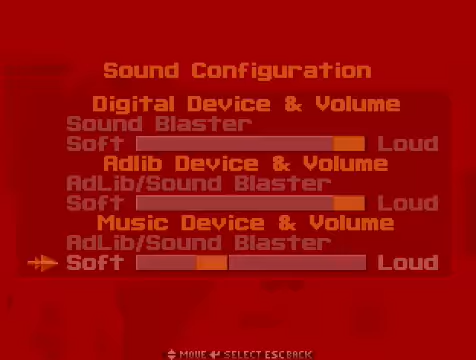 Sound Configuration
Digital Device & Volume
Sound Blaster
Soft Loud
Adlib Device & Volume
AdLib/Sound Blaster
Soft Loud
Music Device & Volume
AdLib/Sound Blaster
Soft Loud
MOVE SELECT ESC BACK